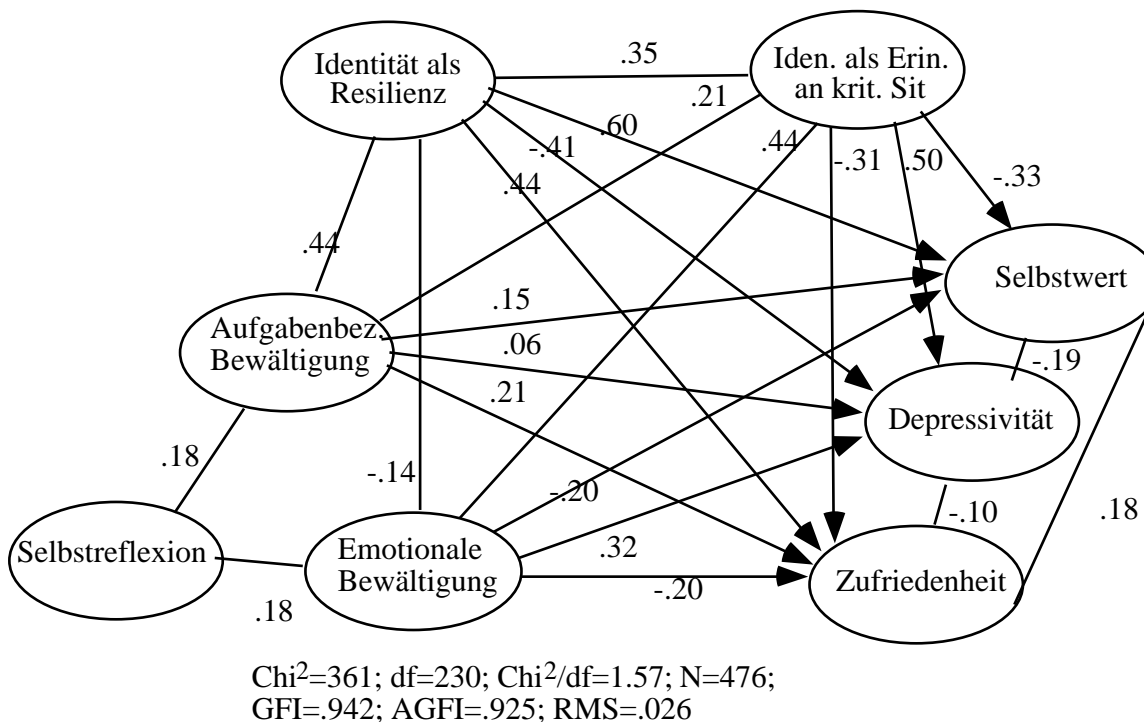 Identität als
Resilienz
Iden. als Erin.
an krit. Sit
.35
.21
.60
.44
-.41
-.31
.50
-.33
.44
.44
Selbstwert
.15
Aufgabenbez.
Bewältigung
.06
-.19
.21
Depressivität
.18
-.14
-.20
-.10
.18
Selbstreflexion
Emotionale
Bewältigung
.32
-.20
Zufriedenheit
.18
Chi²=361; df=230; Chi²/df=1.57; N=476;
GFI=.942; AGFI=.925; RMS=.026